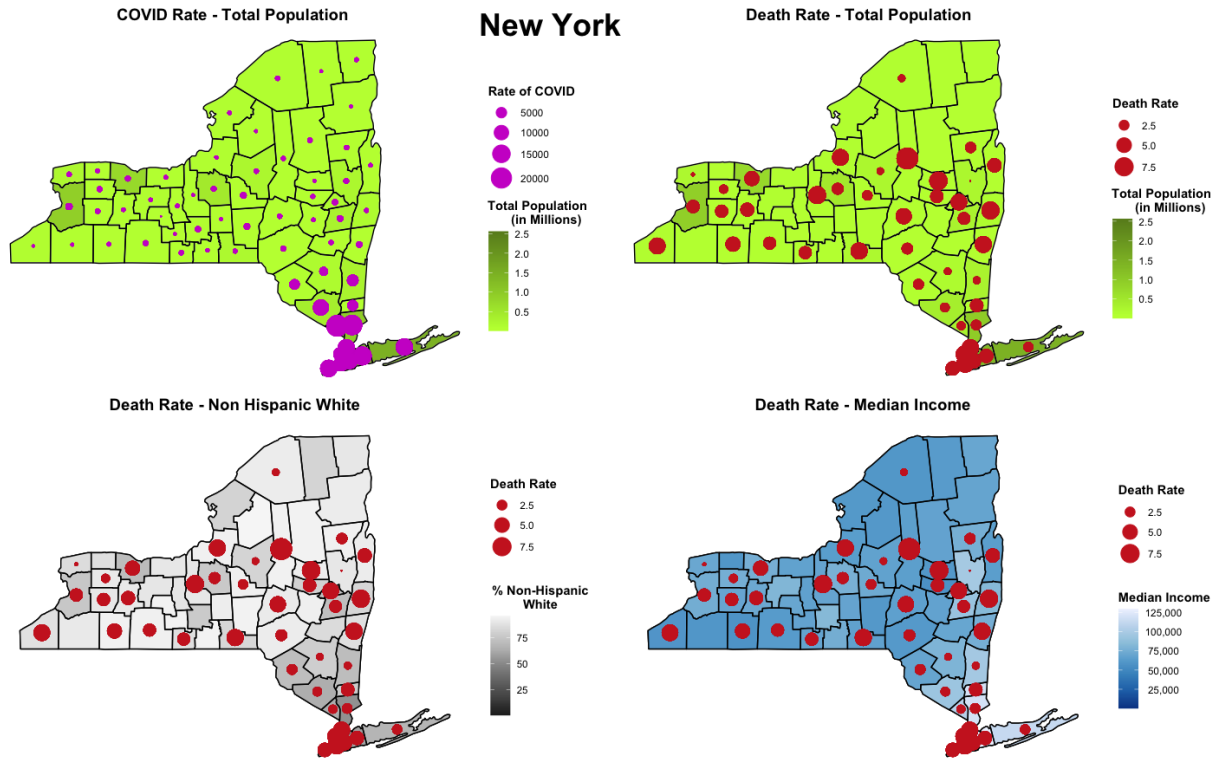 New York
COVID Rate - Total Population
Rate of COVID
5000
10000
15000
20000
Total Population
(in Millions)
2.5
2.0
1.5
1.0
0.5
Death Rate - Total Population
Death Rate
2.5
5.0
7.5
Total Population
(in Millions)
2.5
2.0
1.5
1.0
0.5
Death Rate - Non Hispanic White
Death Rate
2.5
5.0
7.5
% Non-Hispanic
White
75
50
25
Death Rate - Median Income
Death Rate
2.5
5.0
7.5
Median Income
125,000
100,000
75,000
50,000
25,000